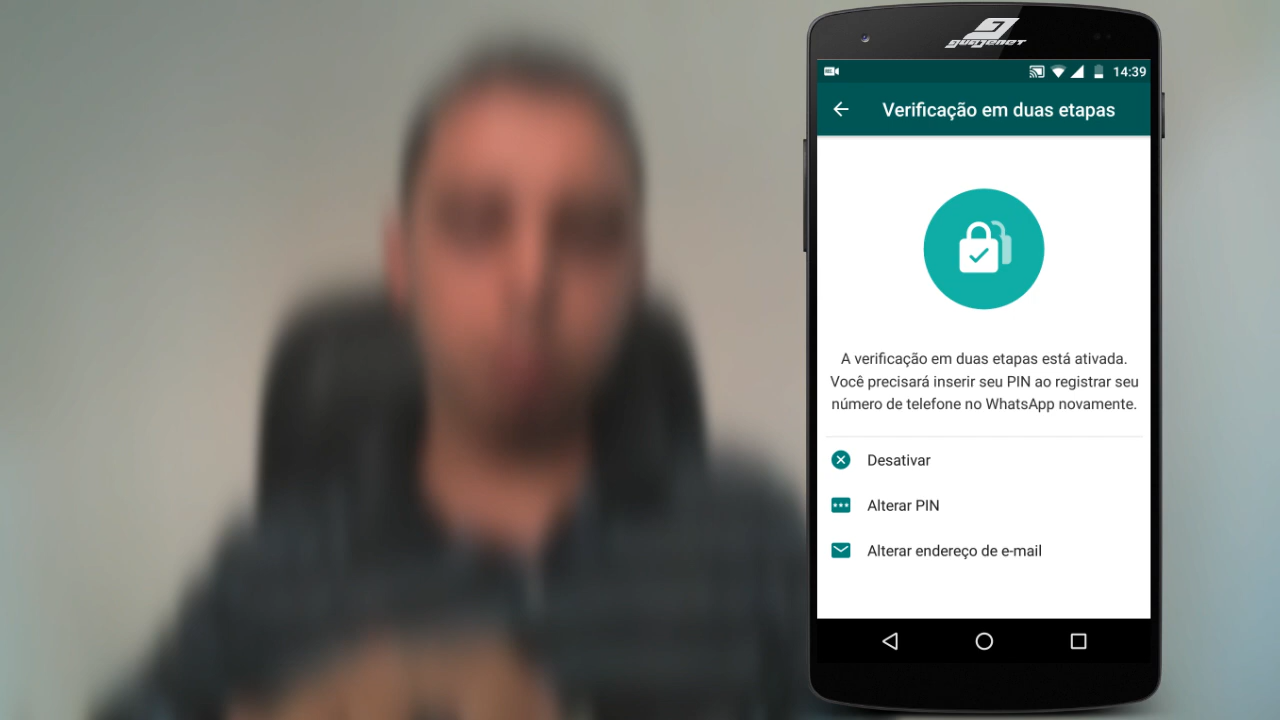 guajenet
14:39
Verificação em duas etapas
A verificação em duas etapas está ativada.
Você precisará inserir seu PIN ao registrar seu
número de telefone no WhatsApp novamente.
Desativar
Alterar PIN
Alterar endereço de e-mail